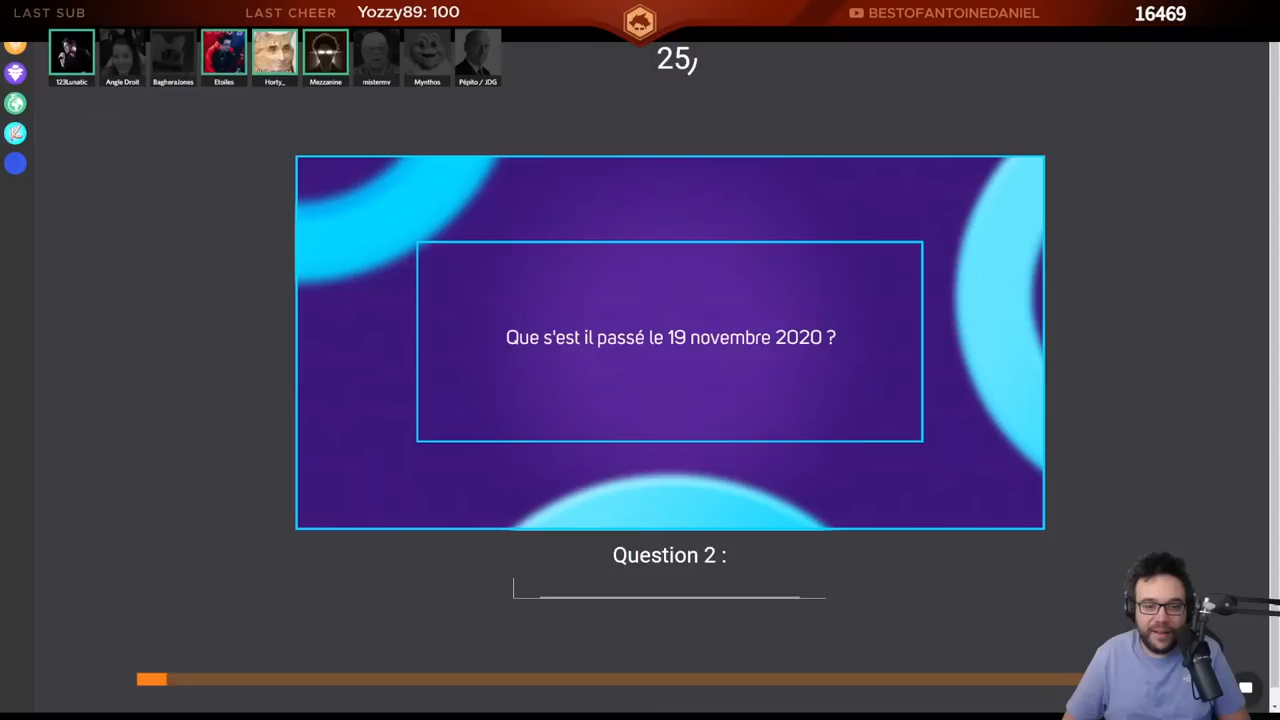 LAST SUB
LAST CHEER
Yozzy89: 100
BESTOFANTOINEDANIEL
16469
123Lunatic
Angle Droit
BagheraJones
Etoiles
Horty_
Mezzanine
mistermv
Mynthos
Pépito / JDG
25,
Que s'est il passé le 19 novembre 2020 ?
Question 2 :